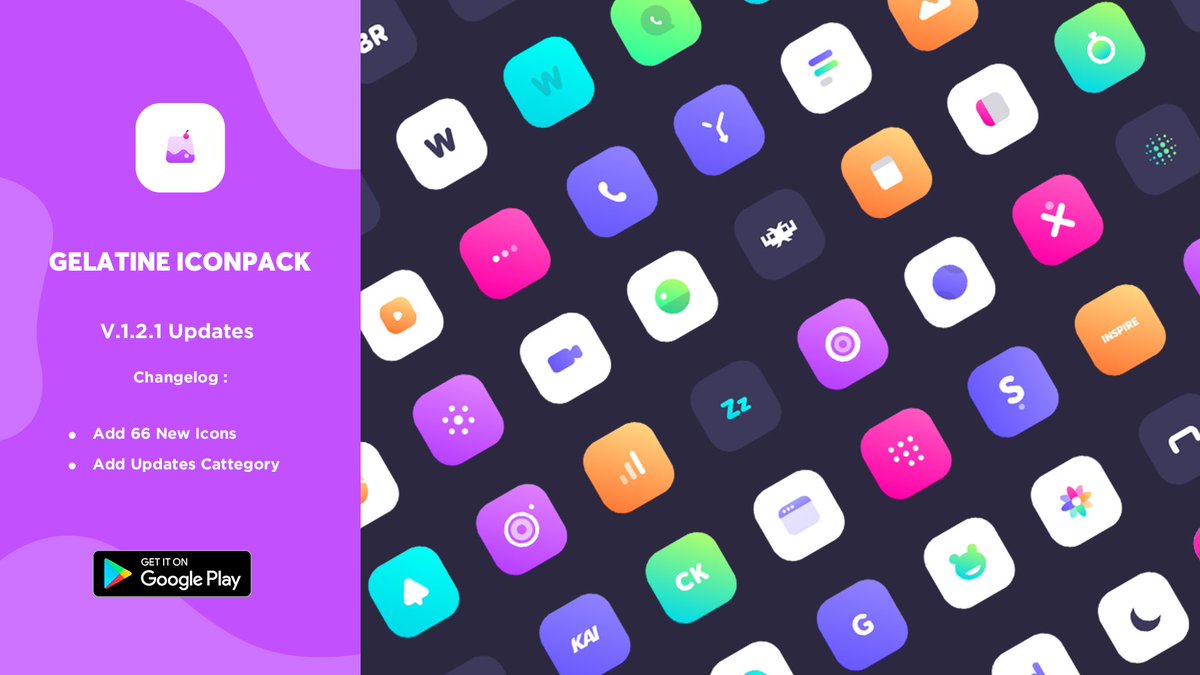 GELATINE ICONPACK
V.1.2.1 Updates
Changelog :
• Add 66 New Icons
• Add Updates Cattegory
GET IT ON
Google Play
BR
W
W
Zz
INSPIRE
S
CK
KAI
G